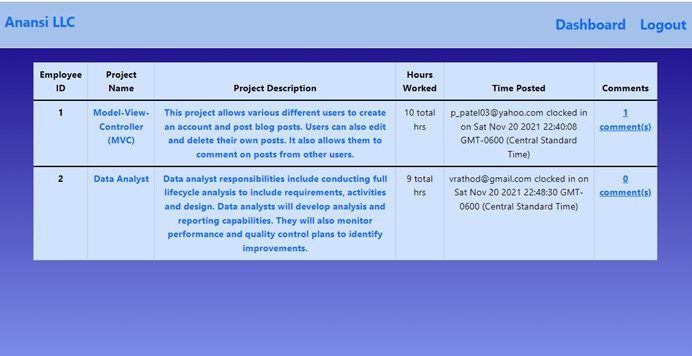 Anansi LLC
Dashboard Logout
Employee ID
Project Name
Project Description
Hours Worked
Time Posted
Comments
1
Model-View-
Controller
(MVC)
This project allows various different users to create
an account and post blog posts. Users can also edit
and delete their own posts. It also allows them to
comment on posts from other users.
10 total
hrs
p_patel03@yahoo.com clocked in
on Sat Nov 20 2021 22:40:08
GMT-0600 (Central Standard
Time)
1
comment(s)
2
Data Analyst
Data analyst responsibilities include conducting full
lifecycle analysis to include requirements, activities
and design. Data analysts will develop analysis and
reporting capabilities. They will also monitor
performance and quality control plans to identify
improvements.
9 total
hrs
vrathod@gmail.com clocked in on
Sat Nov 20 2021 22:48:30 GMT-
0600 (Central Standard Time)
0
comment(s)